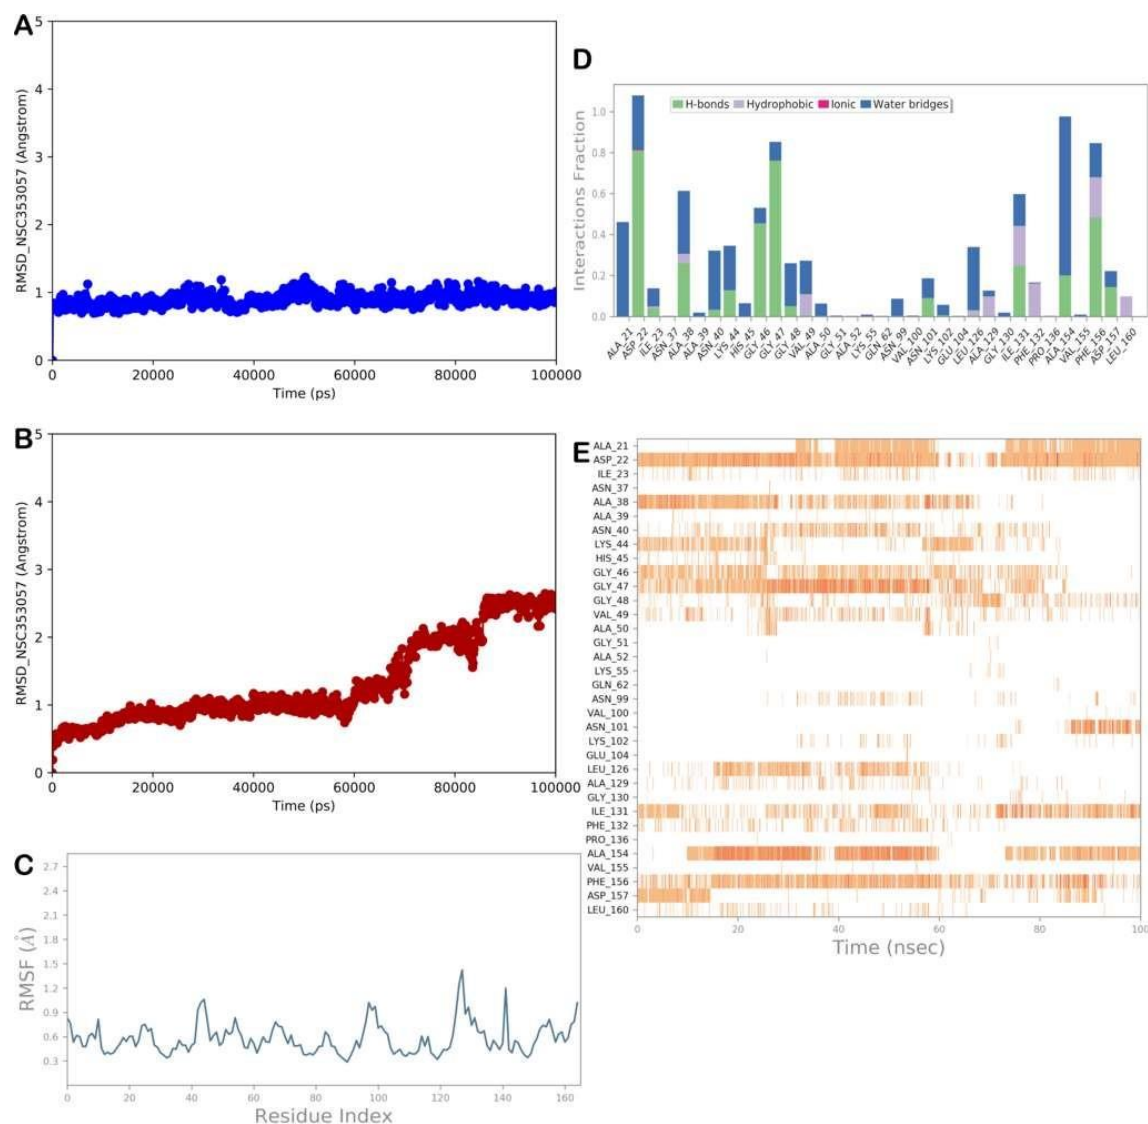 A
5
4
3
2
1
0
RMSD_NSC353057 (Angstrom)
0
20000
40000
60000
80000
100000
Time (ps)
D
H-bonds
Hydrophobic
Ionic
Water bridges
Interactions Fraction
1.0
0.8
0.6
0.4
0.2
0.0
ALA_21
ASP_22
ILE_23
ASN_37
ALA_38
ALA_39
ASN_40
LYS_44
HIS_45
GLY_46
GLY_47
GLY_48
VAL_49
ALA_50
GLY_51
ALA_52
LYS_55
GLN_62
ASN_99
VAL_100
ASN_101
LYS_102
GLU_104
LEU_126
ALA_129
GLY_130
ILE_131
PHE_132
PRO_136
ALA_154
VAL_155
PHE_156
ASP_157
LEU_160
B
5
4
3
2
1
0
RMSD_NSC353057 (Angstrom)
0
20000
40000
60000
80000
100000
Time (ps)
E
ALA_21
ASP_22
ILE_23
ASN_37
ALA_38
ALA_39
ASN_40
LYS_44
HIS_45
GLY_46
GLY_47
GLY_48
VAL_49
ALA_50
GLY_51
ALA_52
LYS_55
GLN_62
ASN_99
VAL_100
ASN_101
LYS_102
GLU_104
LEU_126
ALA_129
GLY_130
ILE_131
PHE_132
PRO_136
ALA_154
VAL_155
PHE_156
ASP_157
LEU_160
0
20
40
60
80
100
Time (nsec)
C
2.7
2.4
2.1
1.8
1.5
1.2
0.9
0.6
0.3
RMSF (Å)
0
20
40
60
80
100
120
140
160
Residue Index